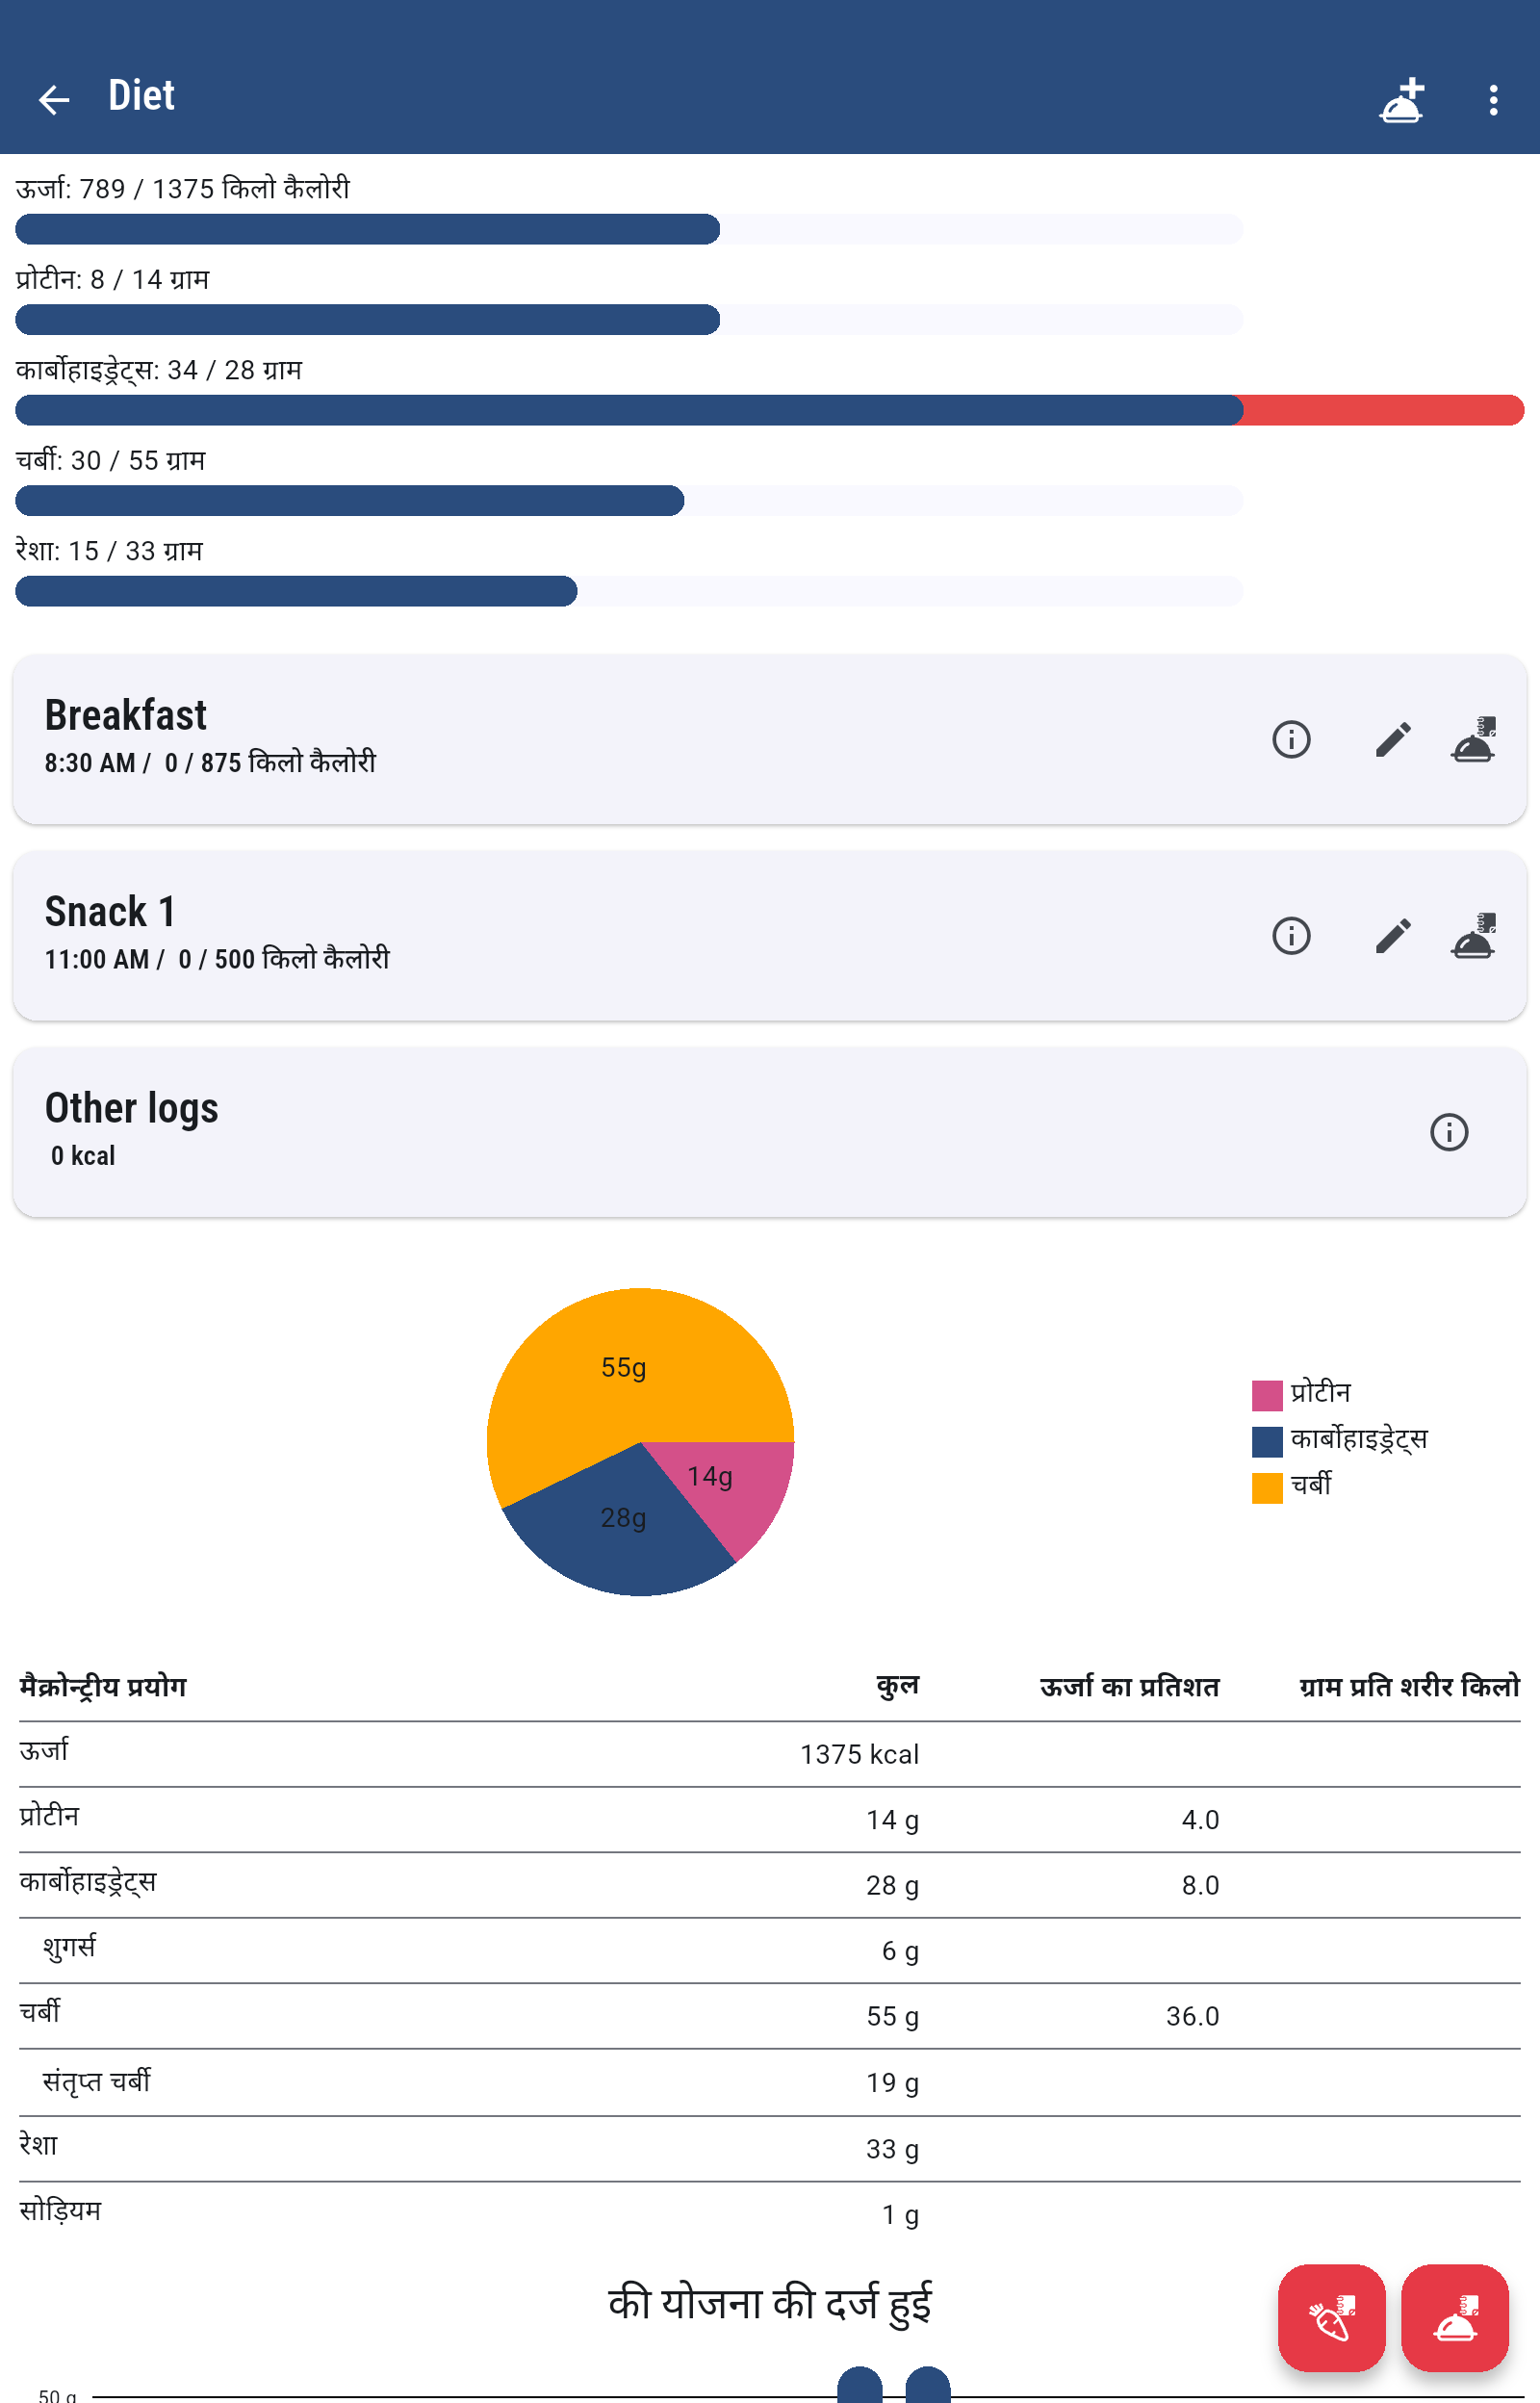 Diet
ऊर्जा: 789 / 1375 किलो कैलोरी
प्रोटीन: 8 / 14 ग्राम
कार्बोहाइड्रेट्स: 34 / 28 ग्राम
चर्बी: 30 / 55 ग्राम
रेशा: 15 / 33 ग्राम
Breakfast
8:30 AM / 0 / 875 किलो कैलोरी
Snack 1
11:00 AM / 0 / 500 किलो कैलोरी
Other logs
0 kcal
55g
14g
28g
प्रोटीन
कार्बोहाइड्रेट्स
चर्बी
मैक्रोन्ट्रीय प्रयोग कुल ऊर्जा का प्रतिशत ग्राम प्रति शरीर किलो
ऊर्जा 1375 kcal
प्रोटीन 14 g 4.0
कार्बोहाइड्रेट्स 28 g 8.0
शुगर्स 6 g
चर्बी 55 g 36.0
संतृप्त चर्बी 19 g
रेशा 33 g
सोड़ियम 1 g
की योजना की दर्ज हुई
50 g